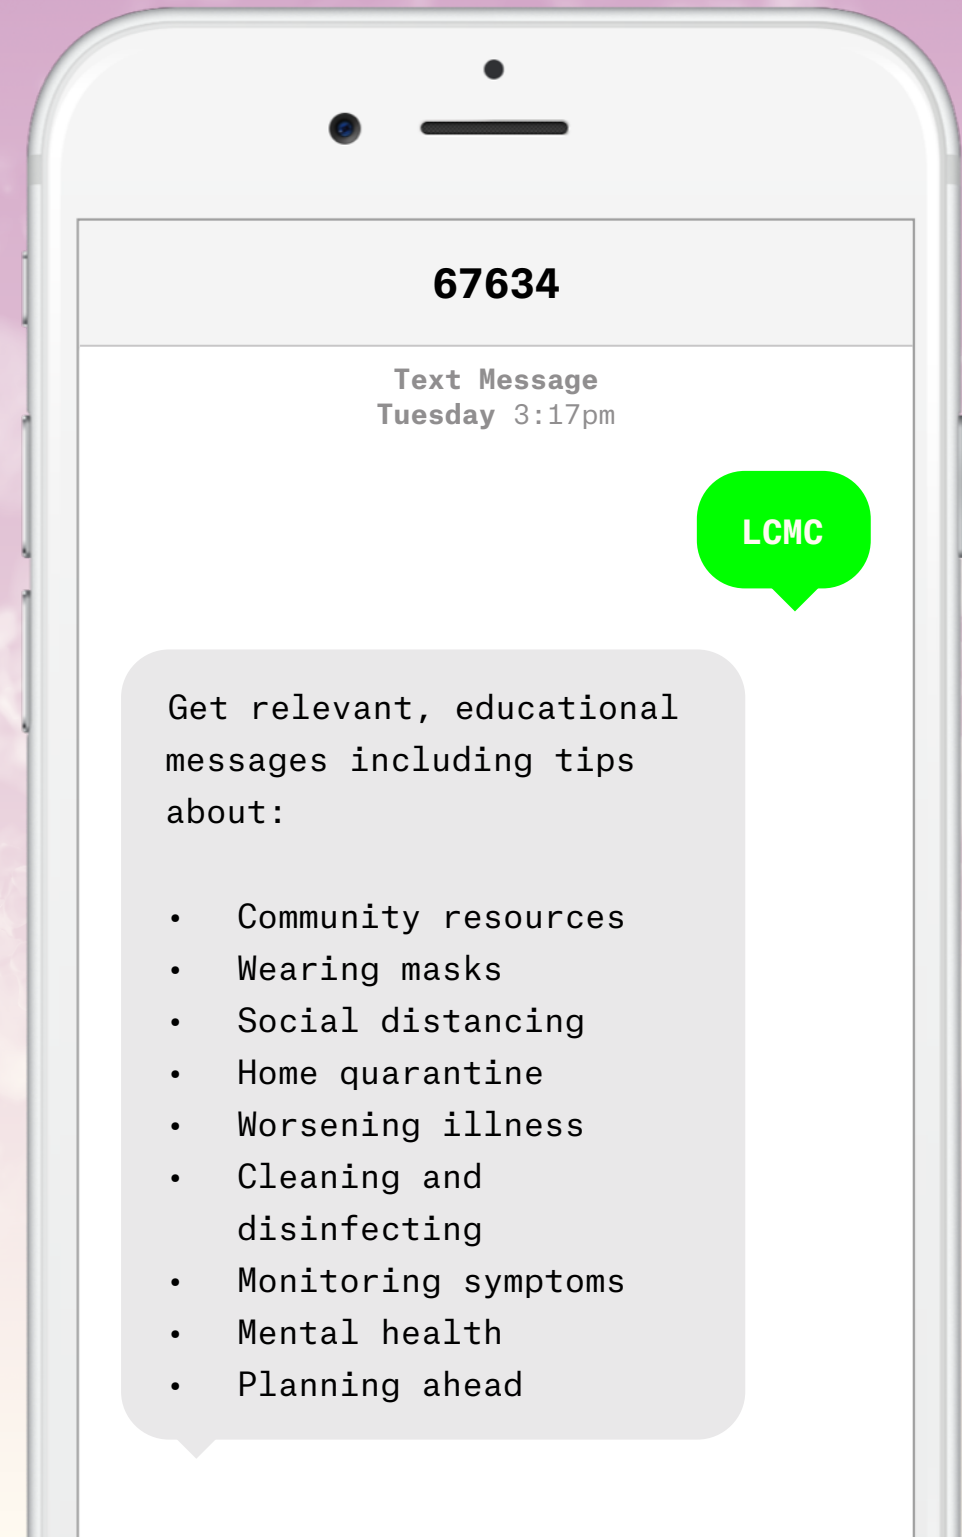 67634
Text Message
Tuesday 3:17pm
LCMC
Get relevant, educational
messages including tips
about:
• Community resources
• Wearing masks
• Social distancing
• Home quarantine
• Worsening illness
• Cleaning and
disinfecting
• Monitoring symptoms
• Mental health
• Planning ahead